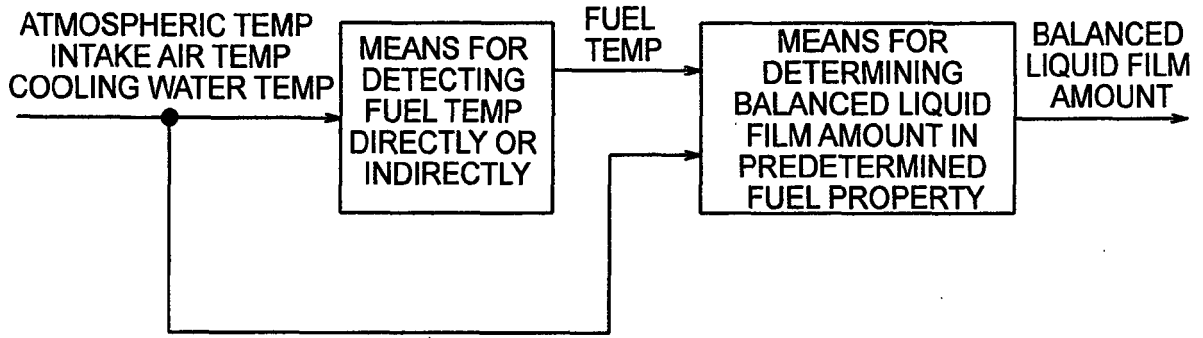 ATMOSPHERIC TEMP
INTAKE AIR TEMP
COOLING WATER TEMP
MEANS FOR
DETECTING
FUEL TEMP
DIRECTLY OR
INDIRECTLY
FUEL
TEMP
MEANS FOR
DETERMINING
BALANCED LIQUID
FILM AMOUNT IN
PREDETERMINED
FUEL PROPERTY
BALANCED
LIQUID FILM
AMOUNT